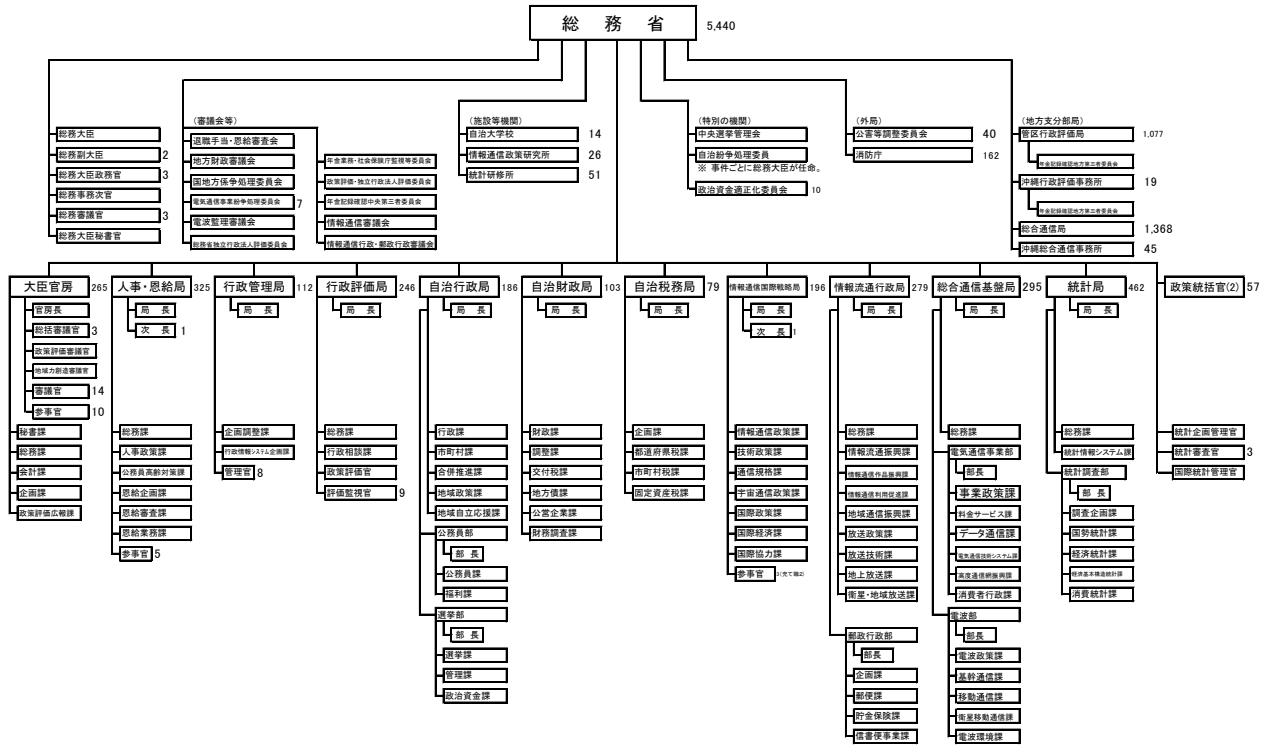 総務省 5,440
総務大臣
総務副大臣 2
総務大臣政務官 3
総務事務次官
総務審議官 3
総務大臣秘書官
(審議会等)
退職手当・恩給審査会
地方財政審議会
国地方係争処理委員会
電気通信事業紛争処理委員会 7
電波監理審議会
総務省独立行政法人評価委員会
年金業務・社会保険庁監視等委員会
政策評価・独立行政法人評価委員会
年金記録確認中央第三者委員会
情報通信審議会
情報通信行政・郵政行政審議会
(施設等機関)
自治大学校 14
情報通信政策研究所 26
統計研修所 51
(特別の機関)
中央選挙管理会
自治紛争処理委員
※ 事件ごとに総務大臣が任命。
政治資金適正化委員会 10
(外局)
公害等調整委員会 40
消防庁 162
(地方支分部局)
管区行政評価局 1,077
年金記録確認地方第三者委員会
沖縄行政評価事務所 19
年金記録確認地方第三者委員会
総合通信局 1,368
沖縄総合通信事務所 45
大臣官房 265
官房長
総括審議官 3
政策評価審議官
地域力創造審議官
審議官 14
参事官 10
秘書課
総務課
会計課
企画課
政策評価広報課
人事・恩給局 325
局 長
次 長 1
総務課
人事政策課
公務員高齢対策課
恩給企画課
恩給審査課
恩給業務課
参事官 5
行政管理局 112
局 長
企画調整課
行政情報システム企画課
管理官 8
行政評価局 246
局 長
総務課
行政相談課
政策評価官
評価監視官 9
自治行政局 186
局 長
行政課
市町村課
合併推進課
地域政策課
地域自立応援課
公務員部
部 長
公務員課
福利課
選挙部
部 長
選挙課
管理課
政治資金課
自治財政局 103
局 長
財政課
調整課
交付税課
地方債課
公営企業課
財務調査課
自治税務局 79
局 長
企画課
都道府県税課
市町村税課
固定資産税課
情報通信国際戦略局 196
局 長
次 長 1
情報通信政策課
技術政策課
通信規格課
宇宙通信政策課
国際政策課
国際経済課
国際協力課
参事官 3(充て職2)
情報流通行政局 279
局 長
総務課
情報流通振興課
情報通信作品振興課
情報通信利用促進課
地域通信振興課
放送政策課
放送技術課
地上放送課
衛星・地域放送課
郵政行政部
部長
企画課
郵便課
貯金保険課
信書便事業課
総合通信基盤局 295
局 長
総務課
電気通信事業部
部長
事業政策課
料金サービス課
データ通信課
電気通信技術システム課
高度通信網振興課
消費者行政課
電波部
部長
電波政策課
基幹通信課
移動通信課
衛星移動通信課
電波環境課
統計局 462
局 長
総務課
統計情報システム課
統計調査部
部 長
調査企画課
国勢統計課
経済統計課
経済基本構造統計課
消費統計課
政策統括官(2) 57
統計企画管理官
統計審査官 3
国際統計管理官